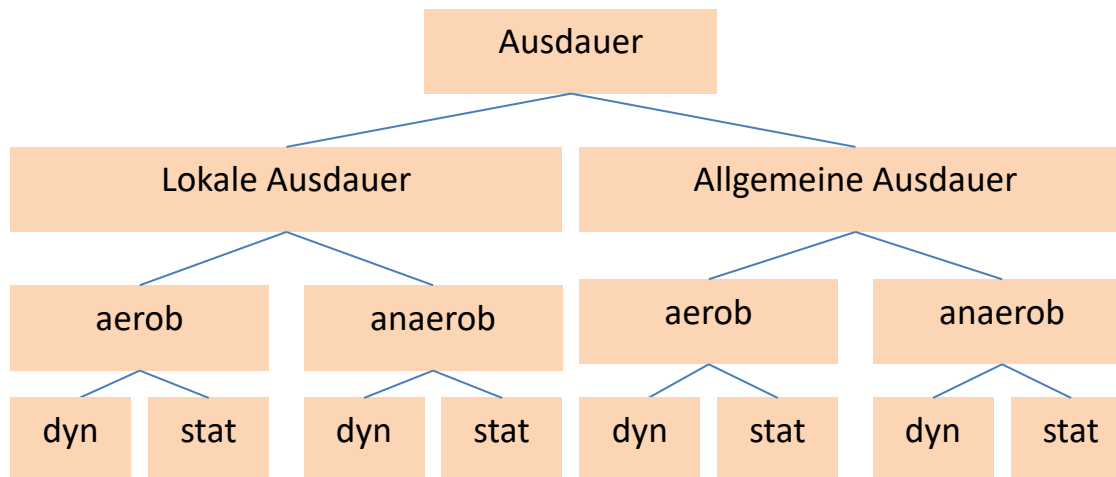 Ausdauer
Lokale Ausdauer
Allgemeine Ausdauer
aerob
anaerob
aerob
anaerob
dyn
stat
dyn
stat
dyn
stat
dyn
stat